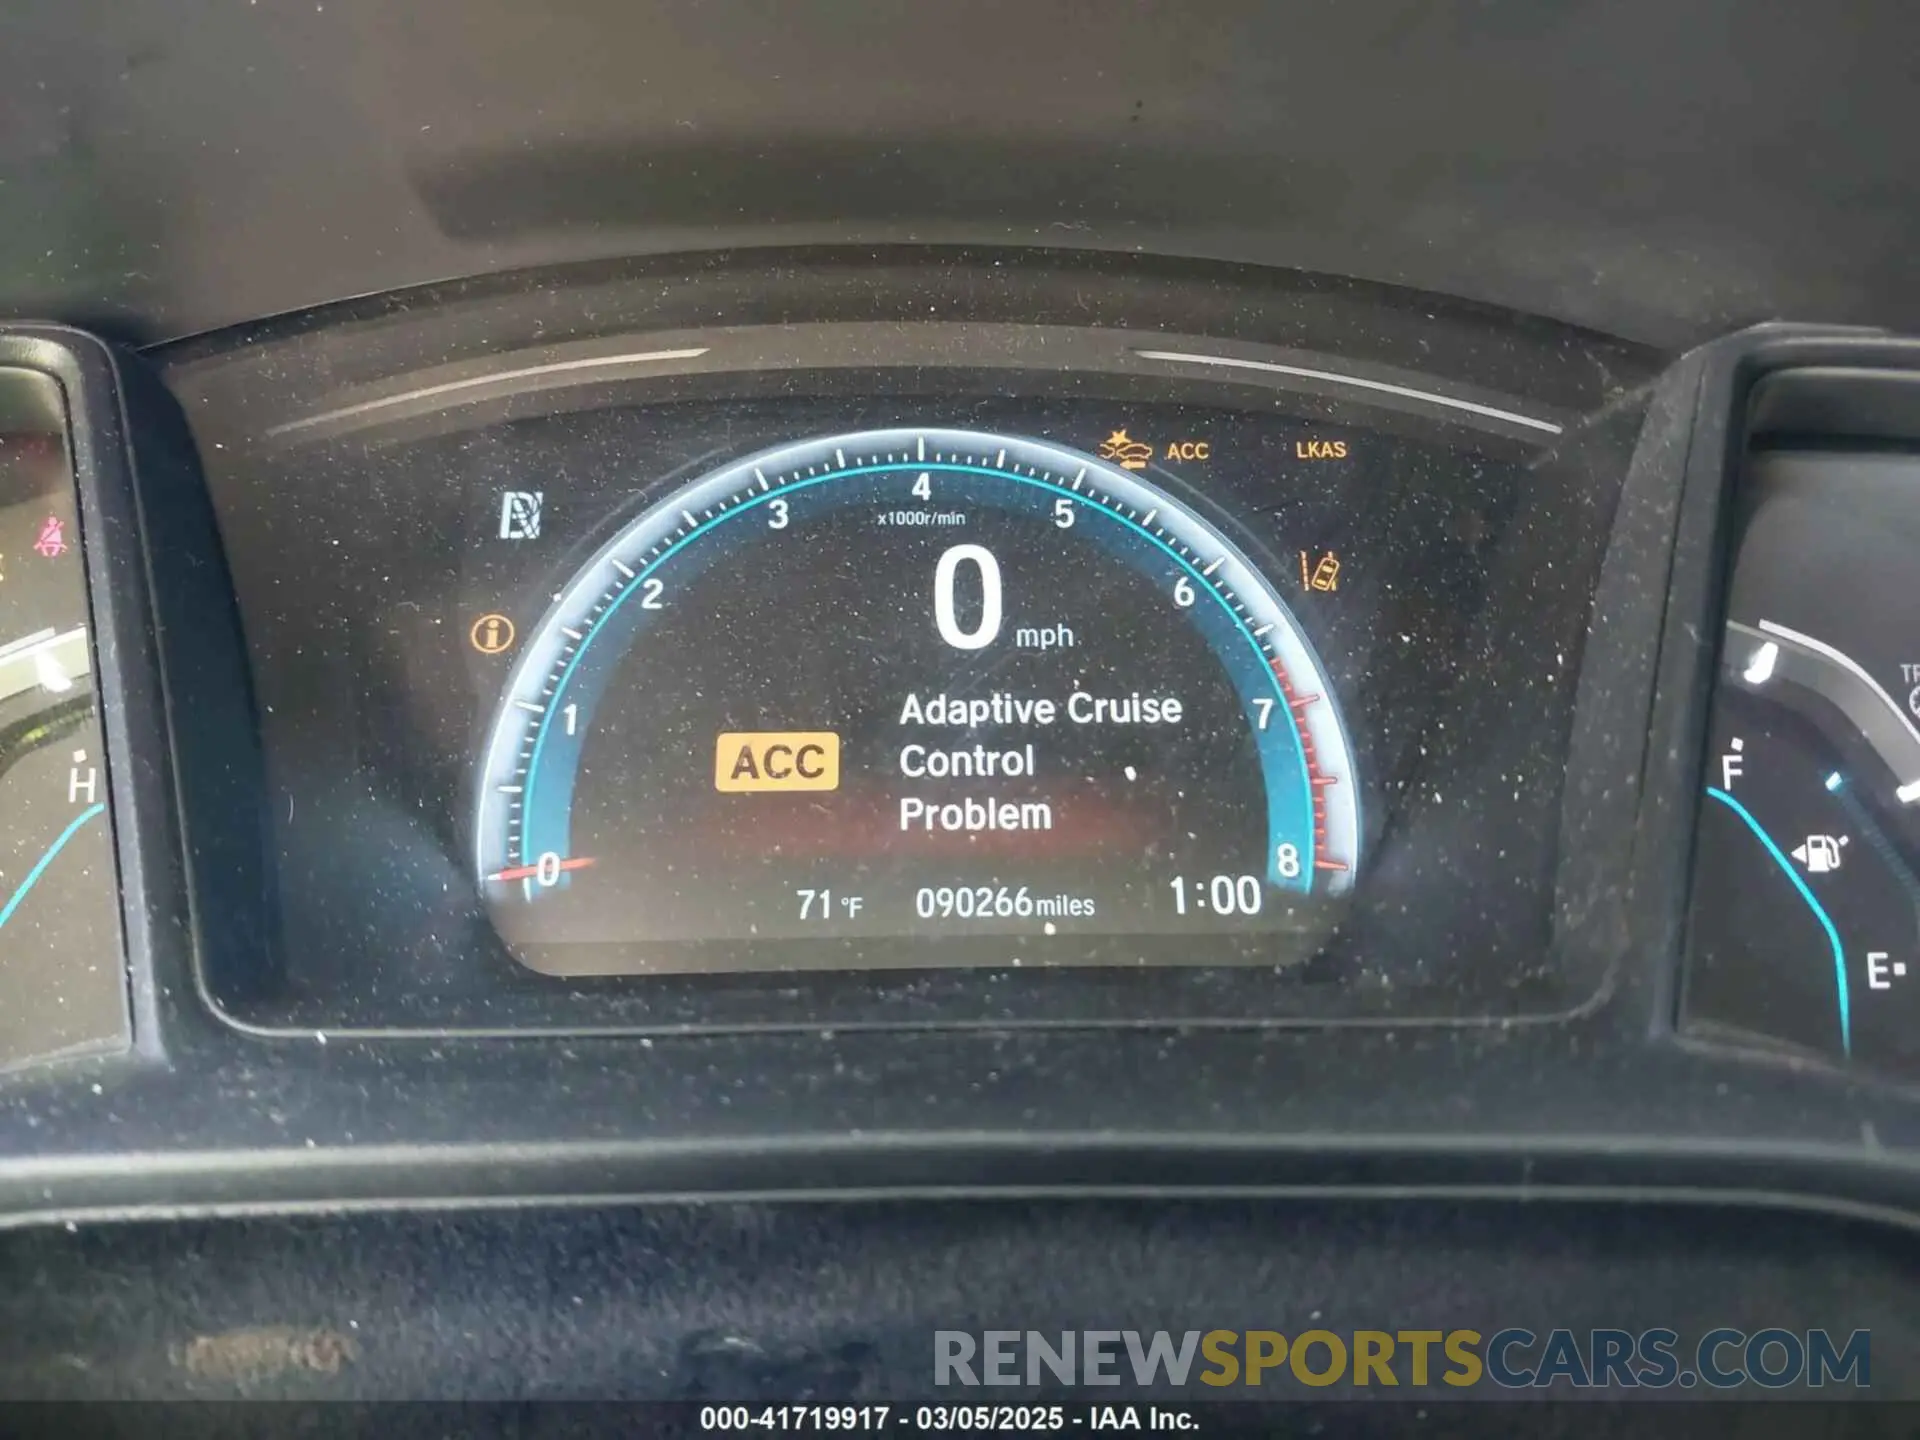 ACC LKAS
4
3 5
x1000r/min
0 mph
2 6
Adaptive Cruise
1 7
ACC Control
H F
Problem
0 8
71 °F 090266 miles 1:00
E
RENEWSPORTSCARS.COM
000-41719917 - 03/05/2025 - IAA Inc.